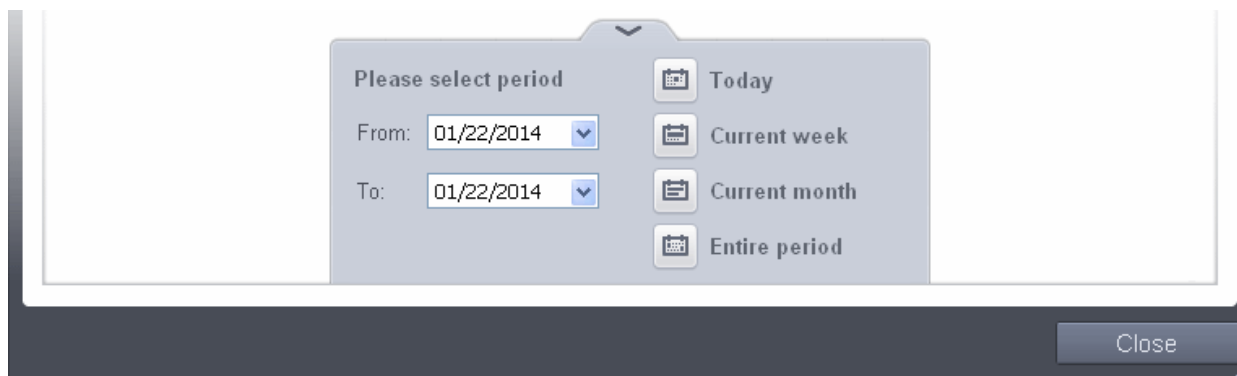 Please select period
From: 01/22/2014
To: 01/22/2014
Today
Current week
Current month
Entire period
Close